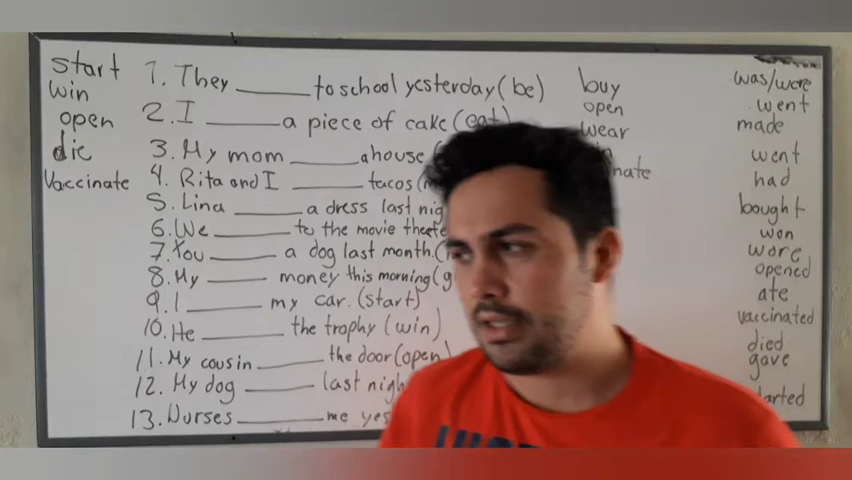 start
win
open
die
vaccinate
1. They ______ to school yesterday (be)
2. I ______ a piece of cake (eat)
3. My mom ______ a house
4. Rita and I ______ tacos
5. Lina ______ a dress last
6. We ______ to the movie
7. You ______ a dog last month.
8. My ______ money this morning
9. I ______ my car. (start)
10. He ______ the trophy (win)
11. My cousin ______ the door (open)
12. My dog ______ last
13. Nurses ______ me
buy
open
wear
was/were
went
made
went
had
bought
won
wore
opened
ate
vaccinated
died
gave